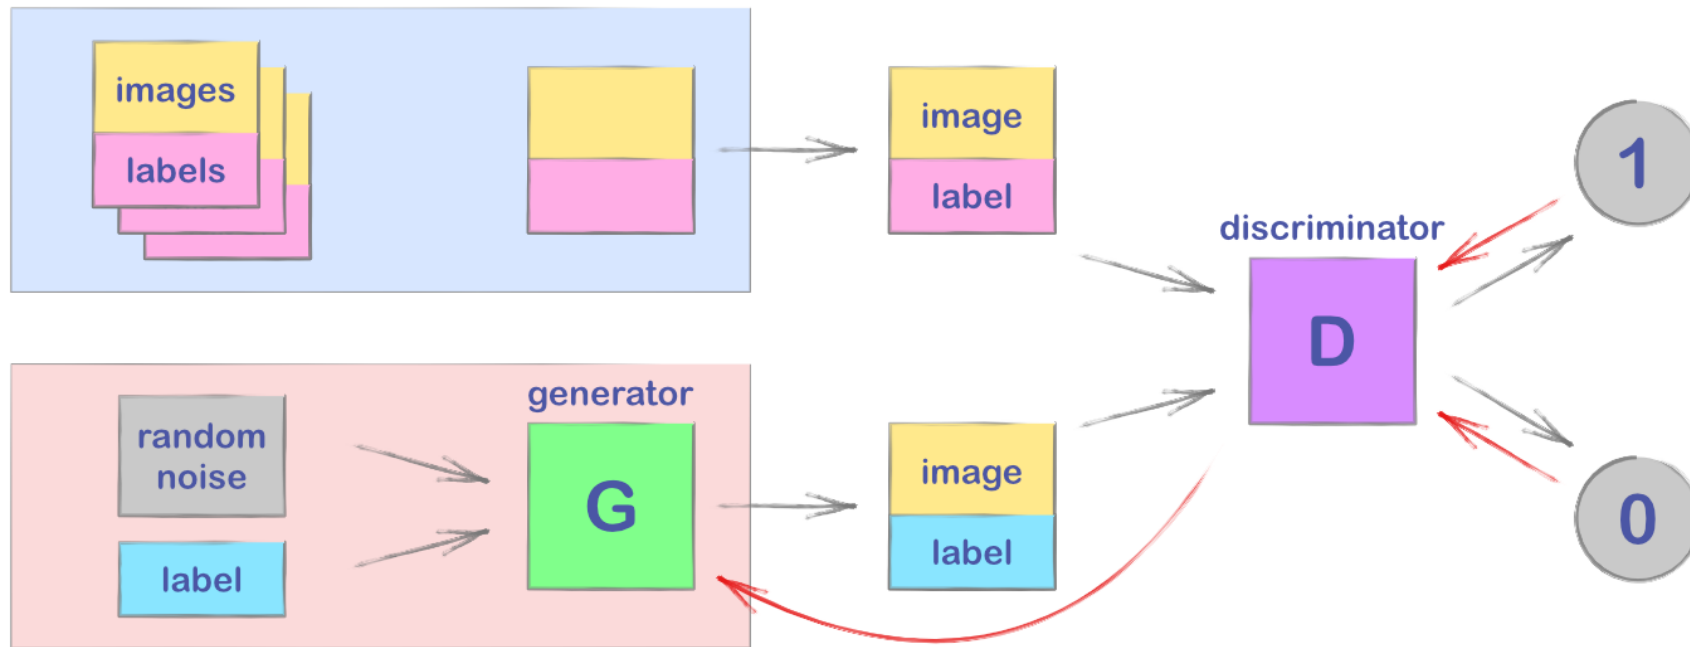 images
labels
image
label
1
discriminator
D
generator
random
noise
G
label
image
label
0